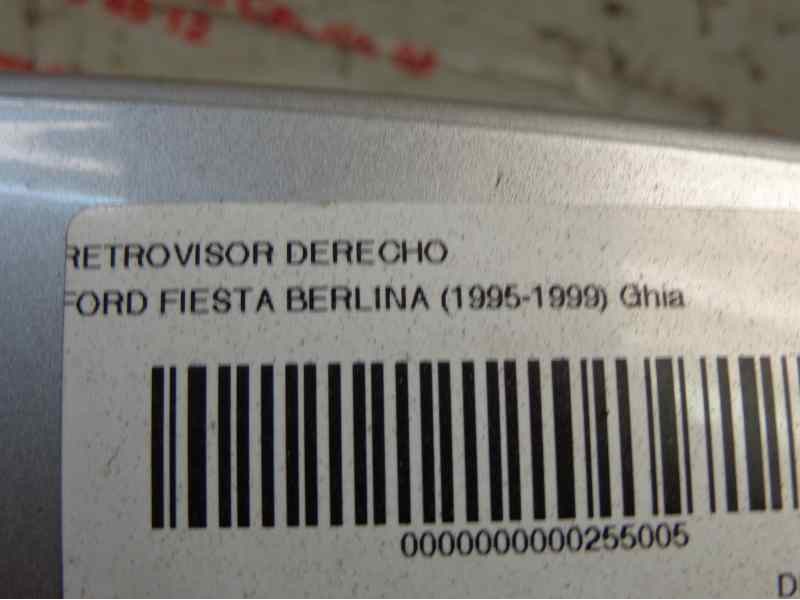 RETROVISOR DERECHO
FORD FIESTA BERLINA (1995-1999) Ghia
0000000000255005
D